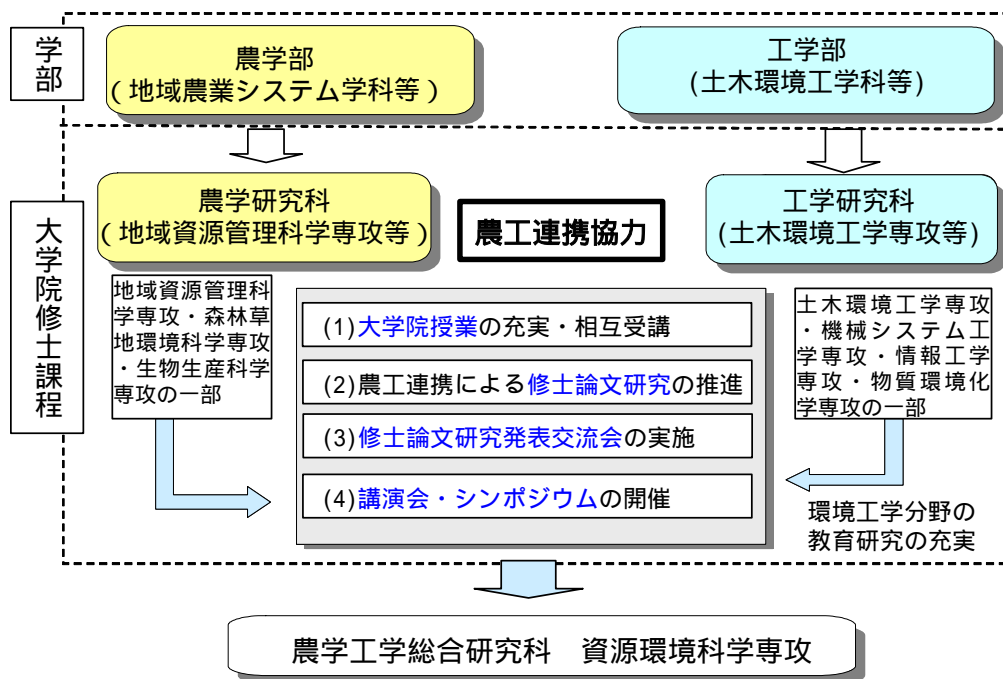 学部
農学部
(地域農業システム学科等)
工学部
(土木環境工学科等)
大学院修士課程
農学研究科
(地域資源管理科学専攻等)
農工連携協力
工学研究科
(土木環境工学専攻等)
地域資源管理科
学専攻・森林草
地環境科学専攻
・生物生産科学
専攻の一部
(1)大学院授業の充実・相互受講
(2)農工連携による修士論文研究の推進
(3)修士論文研究発表交流会の実施
(4)講演会・シンポジウムの開催
土木環境工学専攻
・機械システム工
学専攻・情報工学
専攻・物質環境化
学専攻の一部
環境工学分野の
教育研究の充実
農学工学総合研究科 資源環境科学専攻